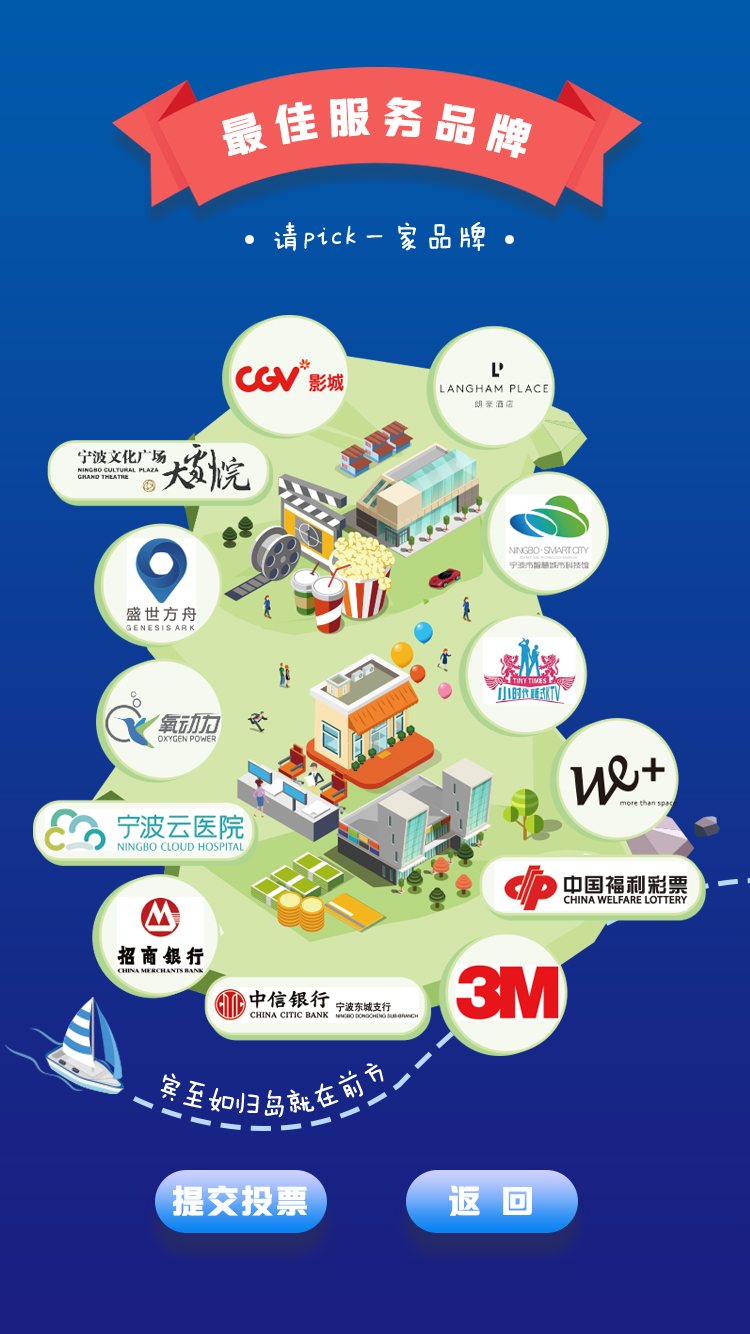 最佳服务品牌
• 请pick一家品牌 •
CGV影城
LANGHAM PLACE
朗豪酒店
宁波文化广场
NINGBO CULTURAL PLAZA
GRAND THEATRE
大剧院
NINGBO·SMART CITY
宁波市智慧城市科技馆
盛世方舟
GENESIS ARK
TINY TIMES
小时代糖式KTV
氧动力
OXYGEN POWER
We+
more than space
宁波云医院
NINGBO CLOUD HOSPITAL
中国福利彩票
CHINA WELFARE LOTTERY
招商银行
CHINA MERCHANTS BANK
中信银行
CHINA CITIC BANK
宁波东城支行
NINGBO DONGCHENG SUB-BRANCH
3M
宾至如归岛就在前方
提交投票
返回